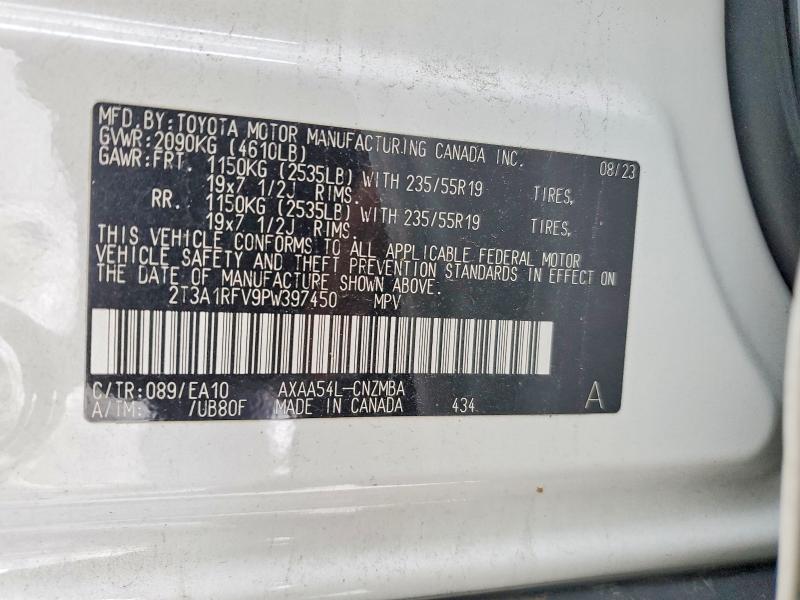 MFD. BY: TOYOTA MOTOR MANUFACTURING CANADA INC. 08/23
GVWR: 2090KG (4610LB)
GAWR: FRT. 1150KG (2535LB) WITH 235/55R19 TIRES,
19x7 1/2J RIMS.
RR. 1150KG (2535LB) WITH 235/55R19 TIRES,
19x7 1/2J RIMS
THIS VEHICLE CONFORMS TO ALL APPLICABLE FEDERAL MOTOR
VEHICLE SAFETY AND THEFT PREVENTION STANDARDS IN EFFECT ON
THE DATE OF MANUFACTURE SHOWN ABOVE.
2T3A1RFV9PW397450 MPV
C/TR: 089/EA10 AXAA54L-CNZMBA
A/TM: /UB80F MADE IN CANADA 434 A